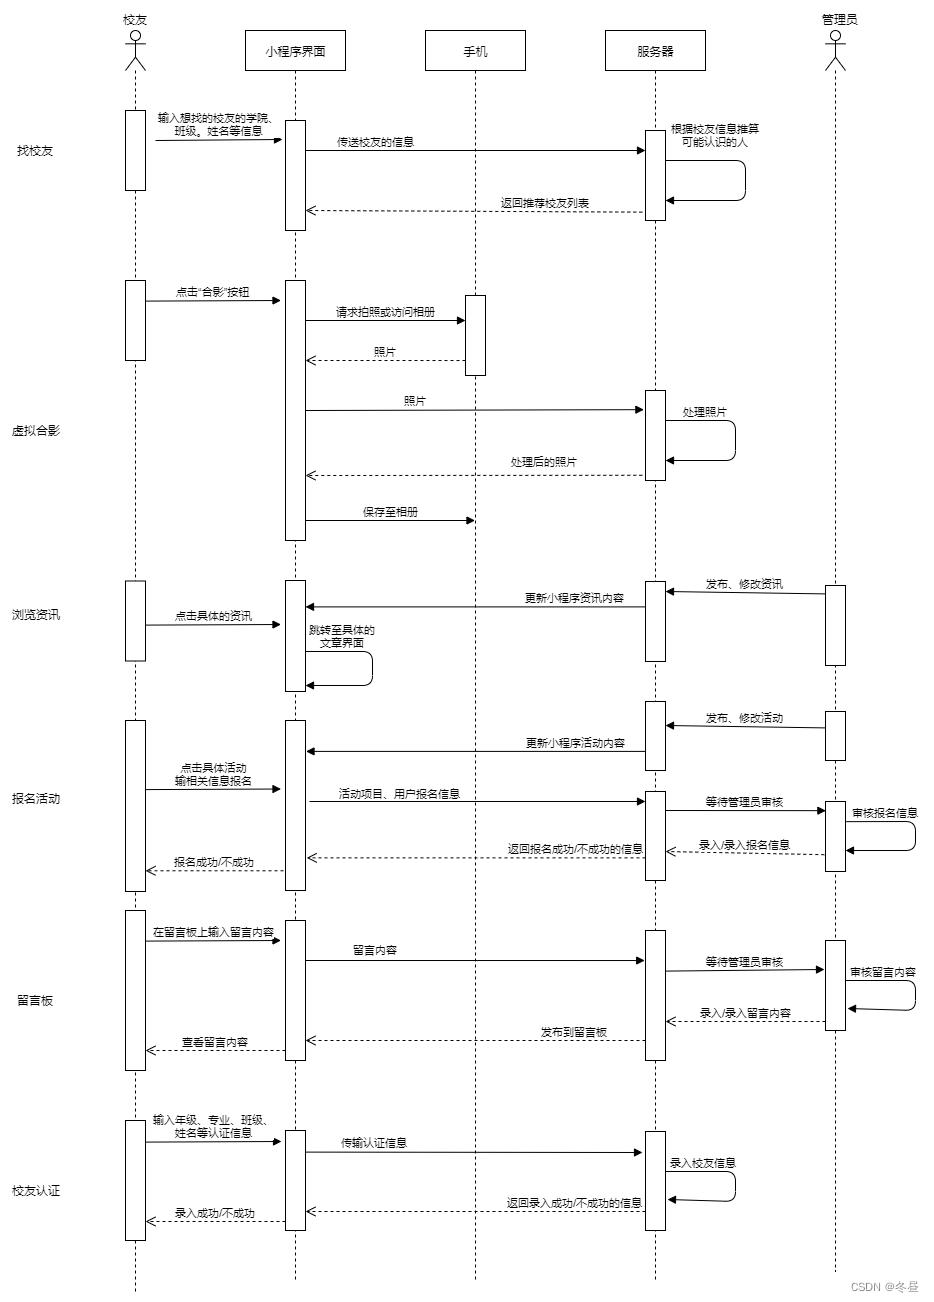 校友
管理员
小程序界面
手机
服务器
找校友
输入想找的校友的学院、
班级。姓名等信息
传送校友的信息
根据校友信息推算
可能认识的人
返回推荐校友列表
虚拟合影
点击“合影”按钮
请求拍照或访问相册
照片
照片
处理照片
处理后的照片
保存至相册
浏览资讯
发布、修改资讯
更新小程序资讯内容
点击具体的资讯
跳转至具体的
文章界面
报名活动
发布、修改活动
更新小程序活动内容
点击具体活动
输相关信息报名
活动项目、用户报名信息
等待管理员审核
审核报名信息
录入/录入报名信息
返回报名成功/不成功的信息
报名成功/不成功
留言板
在留言板上输入留言内容
留言内容
等待管理员审核
审核留言内容
录入/录入留言内容
发布到留言板
查看留言内容
校友认证
输入年级、专业、班级、
姓名等认证信息
传输认证信息
录入校友信息
返回录入成功/不成功的信息
录入成功/不成功
CSDN @冬昼